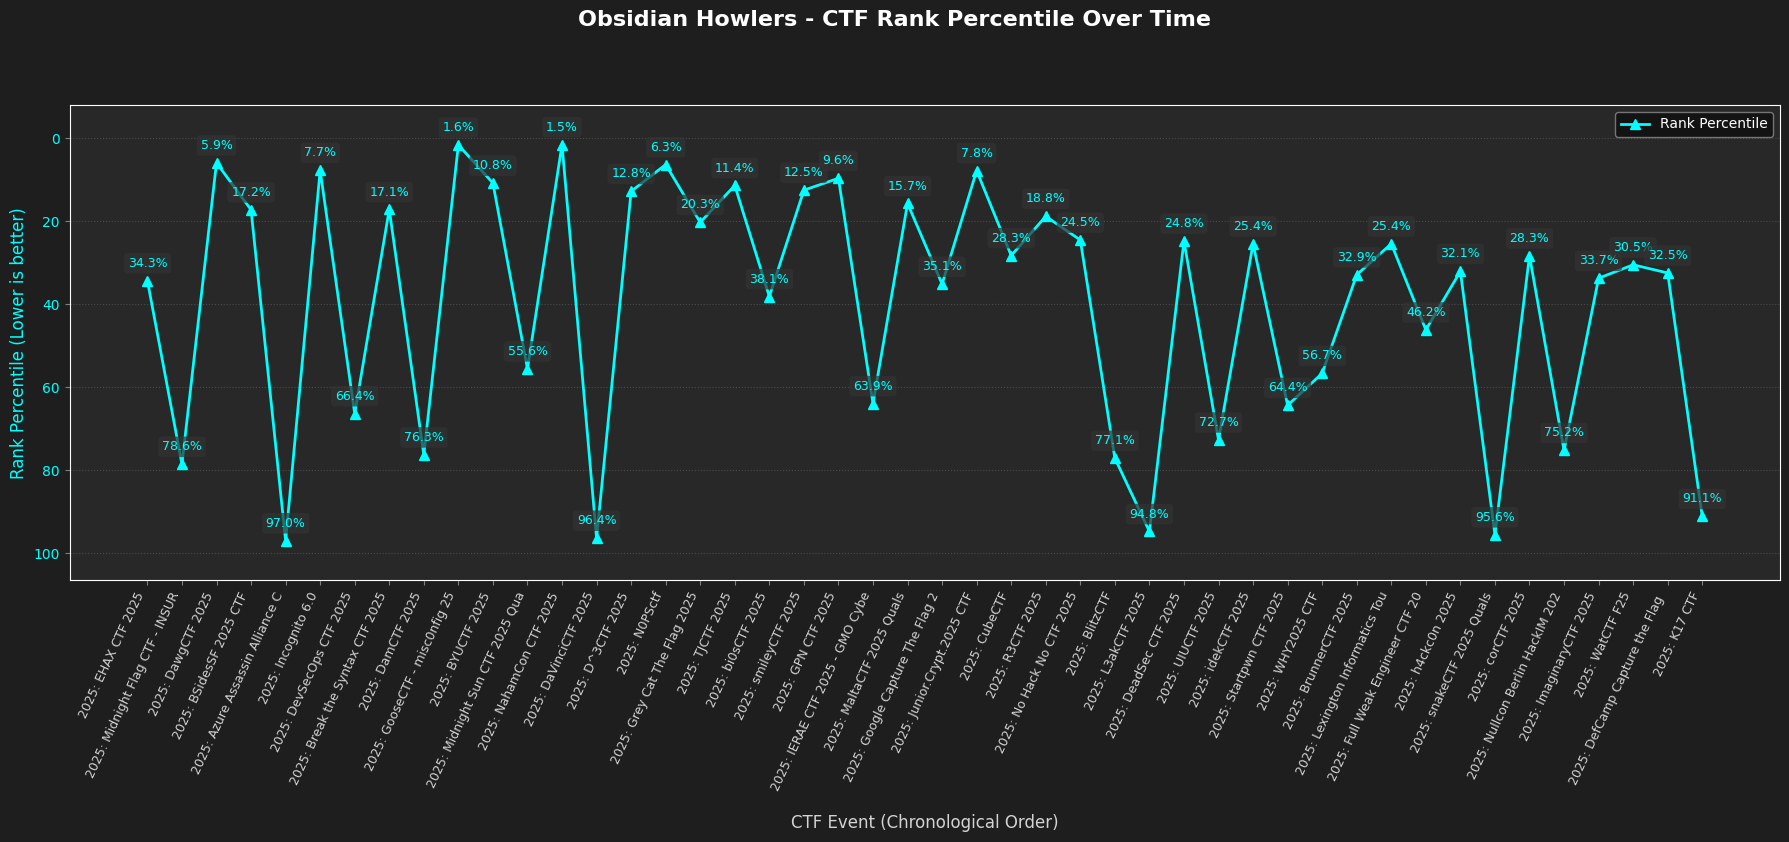 Obsidian Howlers - CTF Rank Percentile Over Time
Rank Percentile
Rank Percentile (Lower is better)
0
20
40
60
80
100
34.3%
78.6%
5.9%
17.2%
97.0%
7.7%
66.4%
17.1%
76.3%
1.6%
10.8%
55.6%
1.5%
96.4%
12.8%
6.3%
20.3%
11.4%
38.1%
12.5%
9.6%
63.9%
15.7%
35.1%
7.8%
28.3%
18.8%
24.5%
77.1%
94.8%
24.8%
72.7%
25.4%
64.4%
56.7%
32.9%
25.4%
46.2%
32.1%
95.6%
28.3%
75.2%
33.7%
30.5%
32.5%
91.1%
2025: EHAX CTF 2025
2025: Midnight Flag CTF - INSUR
2025: DawgCTF 2025
2025: BSidesSF 2025 CTF
2025: Azure Assassin Alliance C
2025: Incognito 6.0
2025: DevSecOps CTF 2025
2025: Break the Syntax CTF 2025
2025: DamCTF 2025
2025: GooseCTF - misconfig 25
2025: BYUCTF 2025
2025: Midnight Sun CTF 2025 Qua
2025: NahamCon CTF 2025
2025: DaVinciCTF 2025
2025: D^3CTF 2025
2025: N0PSctf
2025: Grey Cat The Flag 2025
2025: TJCTF 2025
2025: bi0sCTF 2025
2025: smileyCTF 2025
2025: GPN CTF 2025
2025: IERAE CTF 2025 - GMO Cybe
2025: MaltaCTF 2025 Quals
2025: Google Capture The Flag 2
2025: Junior.Crypt.2025 CTF
2025: CubeCTF
2025: R3CTF 2025
2025: No Hack No CTF 2025
2025: BlitzCTF
2025: L3akCTF 2025
2025: DeadSec CTF 2025
2025: UIUCTF 2025
2025: idekCTF 2025
2025: Startpwn CTF 2025
2025: WHY2025 CTF
2025: BrunnerCTF 2025
2025: Lexington Informatics Tou
2025: Full Weak Engineer CTF 20
2025: h4ckc0n 2025
2025: snakeCTF 2025 Quals
2025: corCTF 2025
2025: Nullcon Berlin HackIM 202
2025: ImaginaryCTF 2025
2025: WatCTF F25
2025: DefCamp Capture the Flag
2025: K17 CTF
CTF Event (Chronological Order)